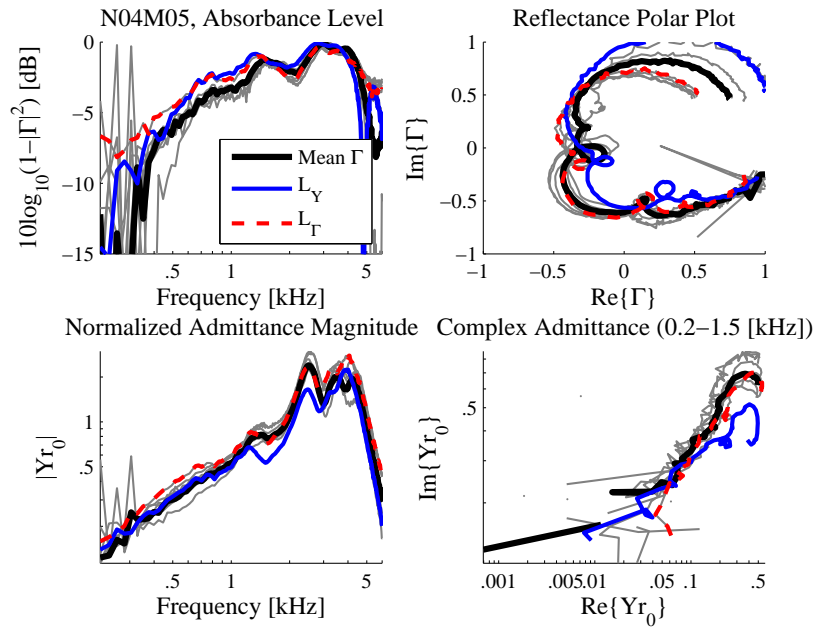 N04M05, Absorbance Level
10log₁₀(1−|Γ|²) [dB]
0
−5
−10
−15
.5
1
5
Frequency [kHz]
Mean Γ
L_Y
L_Γ
Reflectance Polar Plot
Im{Γ}
1
0.5
0
−0.5
−1
−1
−0.5
0
0.5
1
Re{Γ}
Normalized Admittance Magnitude
|Yr₀|
1
.5
.5
1
5
Frequency [kHz]
Complex Admittance (0.2−1.5 [kHz])
Im{Yr₀}
.5
.001
.005
.01
.05
.1
.5
Re{Yr₀}